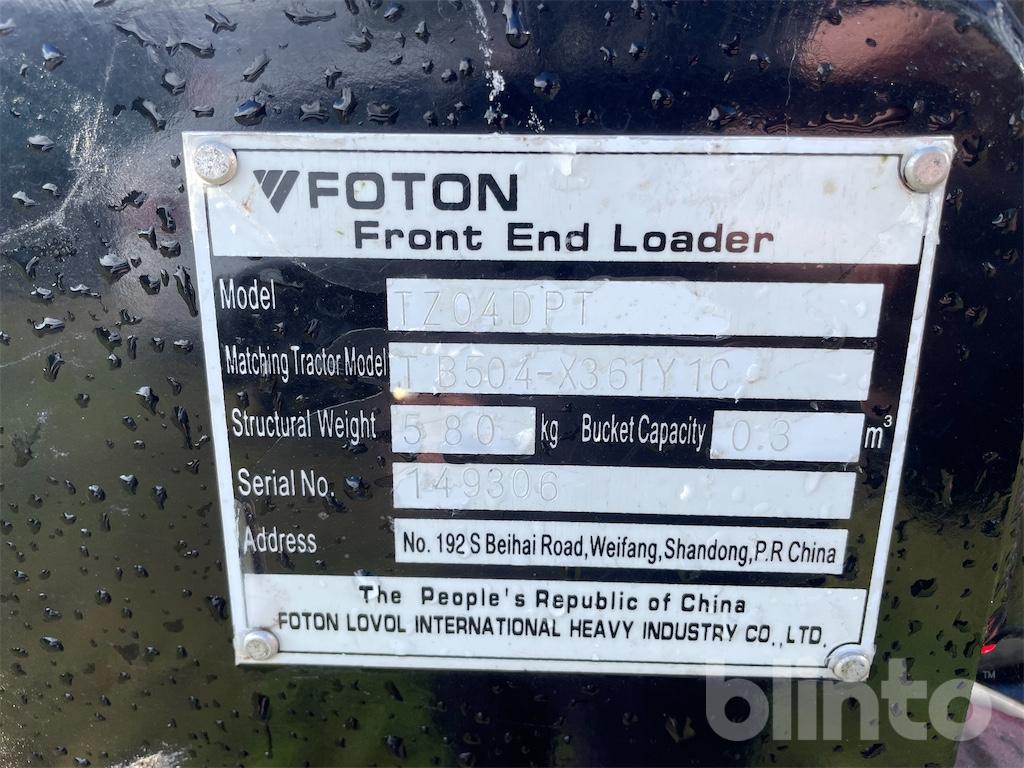 FOTON
Front End Loader
Model TZ04DPT
Matching Tractor Model TB504-X361Y1C
Structural Weight 580 kg Bucket Capacity 0.3 m³
Serial No. 149306
Address No. 192 S Beihai Road,Weifang,Shandong,P.R China
The People's Republic of China
FOTON LOVOL INTERNATIONAL HEAVY INDUSTRY CO.,LTD.
blinto™